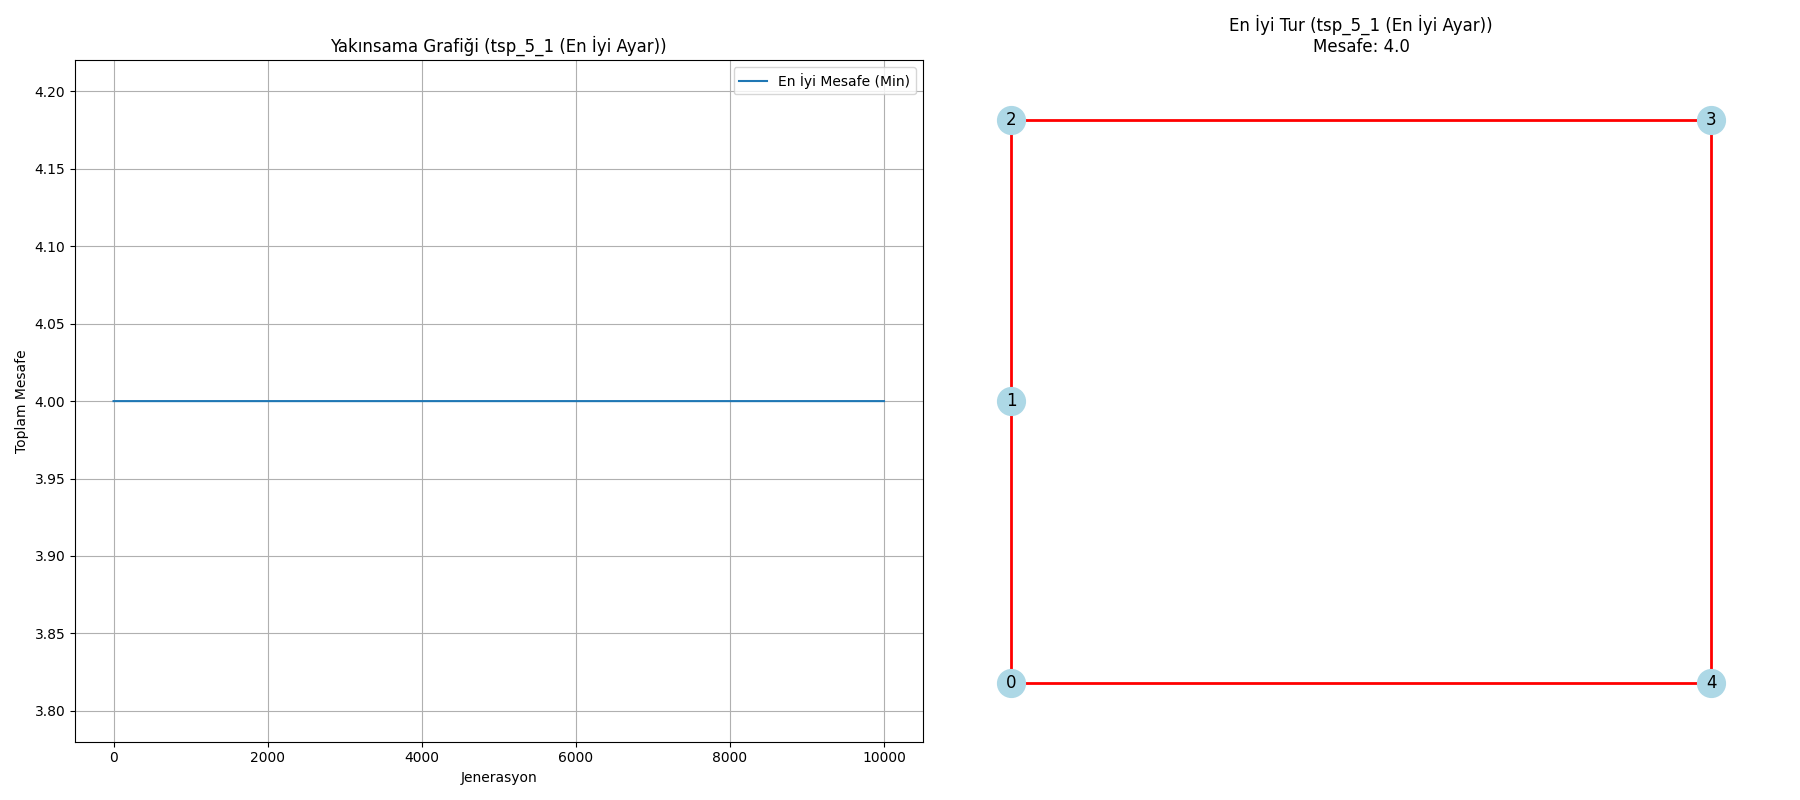 Yakınsama Grafiği (tsp_5_1 (En İyi Ayar))
En İyi Mesafe (Min)
4.20
4.15
4.10
4.05
4.00
3.95
3.90
3.85
3.80
Toplam Mesafe
0 2000 4000 6000 8000 10000
Jenerasyon
En İyi Tur (tsp_5_1 (En İyi Ayar))
Mesafe: 4.0
2 3
1
0 4